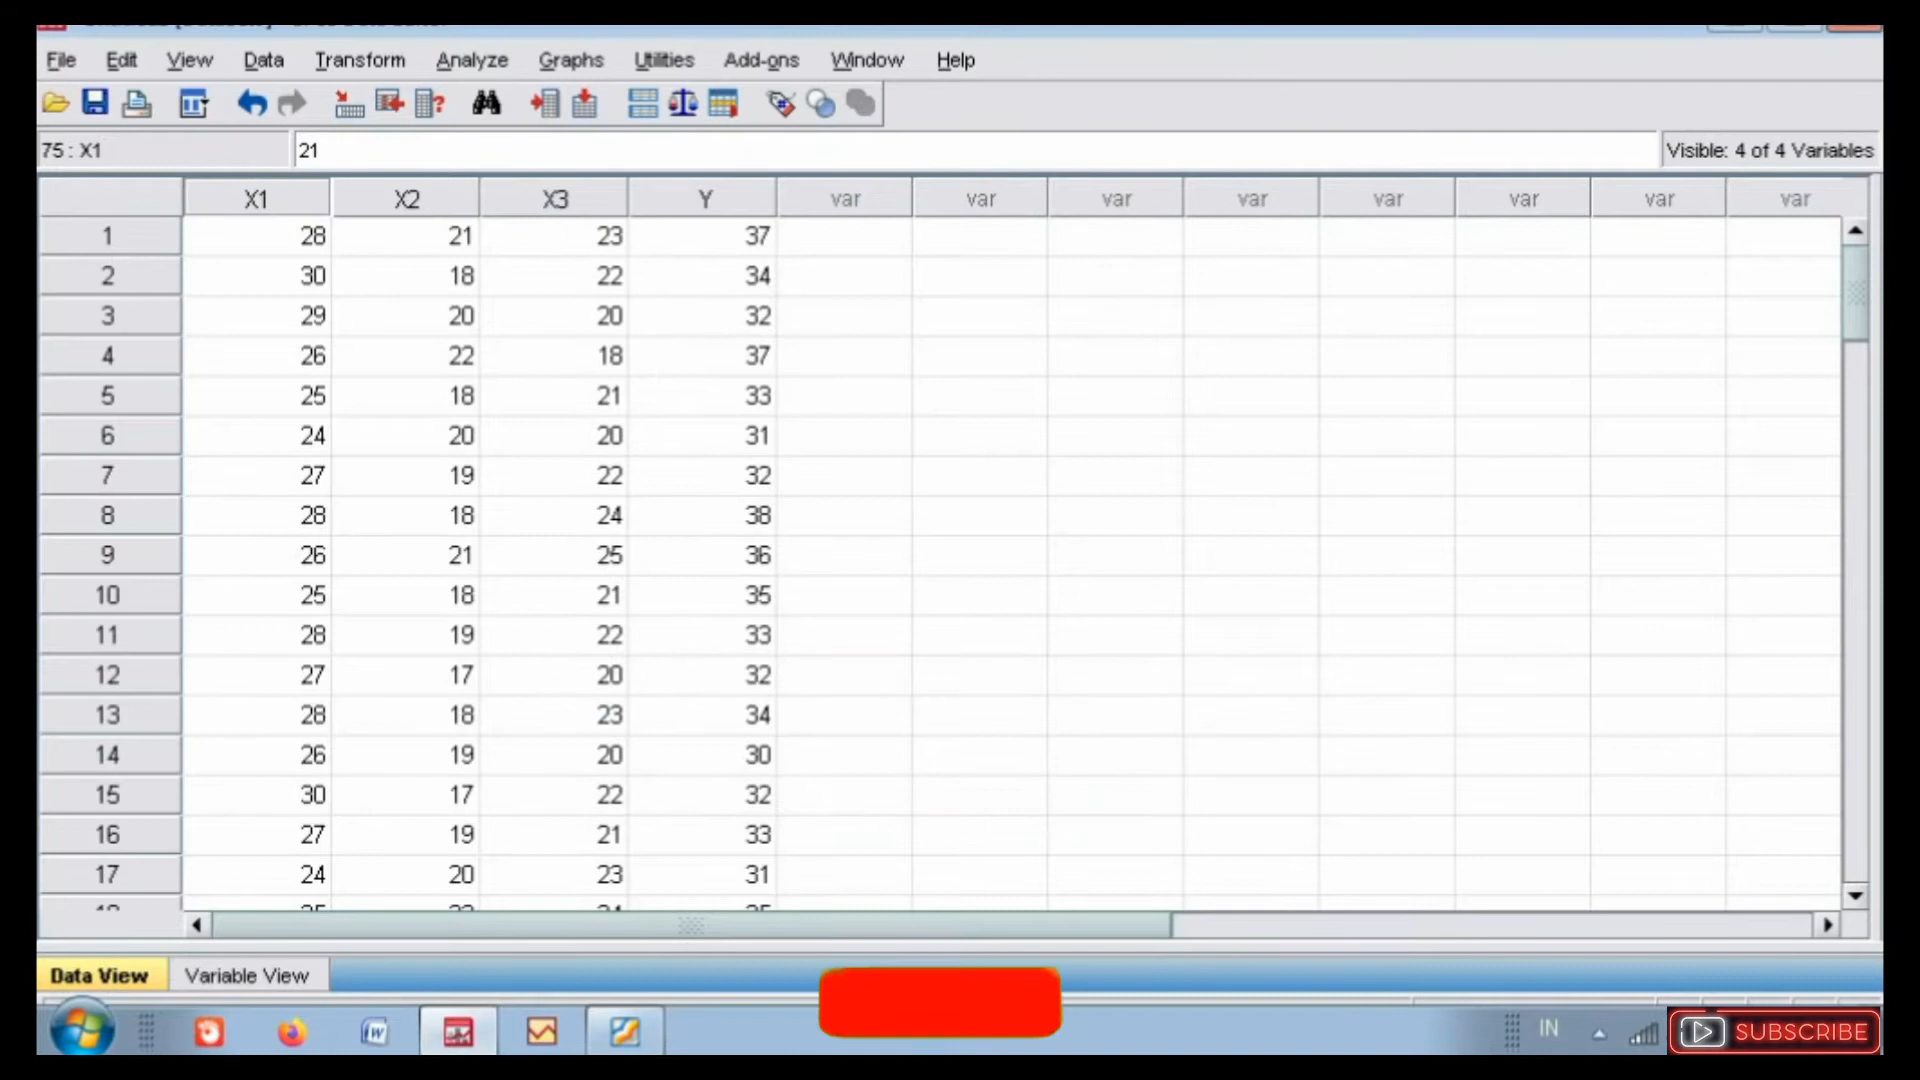 File Edit View Data Transform Analyze Graphs Utilities Add-ons Window Help
75 : X1 21 Visible: 4 of 4 Variables
X1 X2 X3 Y var var var var var var var var
1 28 21 23 37
2 30 18 22 34
3 29 20 20 32
4 26 22 18 37
5 25 18 21 33
6 24 20 20 31
7 27 19 22 32
8 28 18 24 38
9 26 21 25 36
10 25 18 21 35
11 28 19 22 33
12 27 17 20 32
13 28 18 23 34
14 26 19 20 30
15 30 17 22 32
16 27 19 21 33
17 24 20 23 31
Data View Variable View
IN SUBSCRIBE